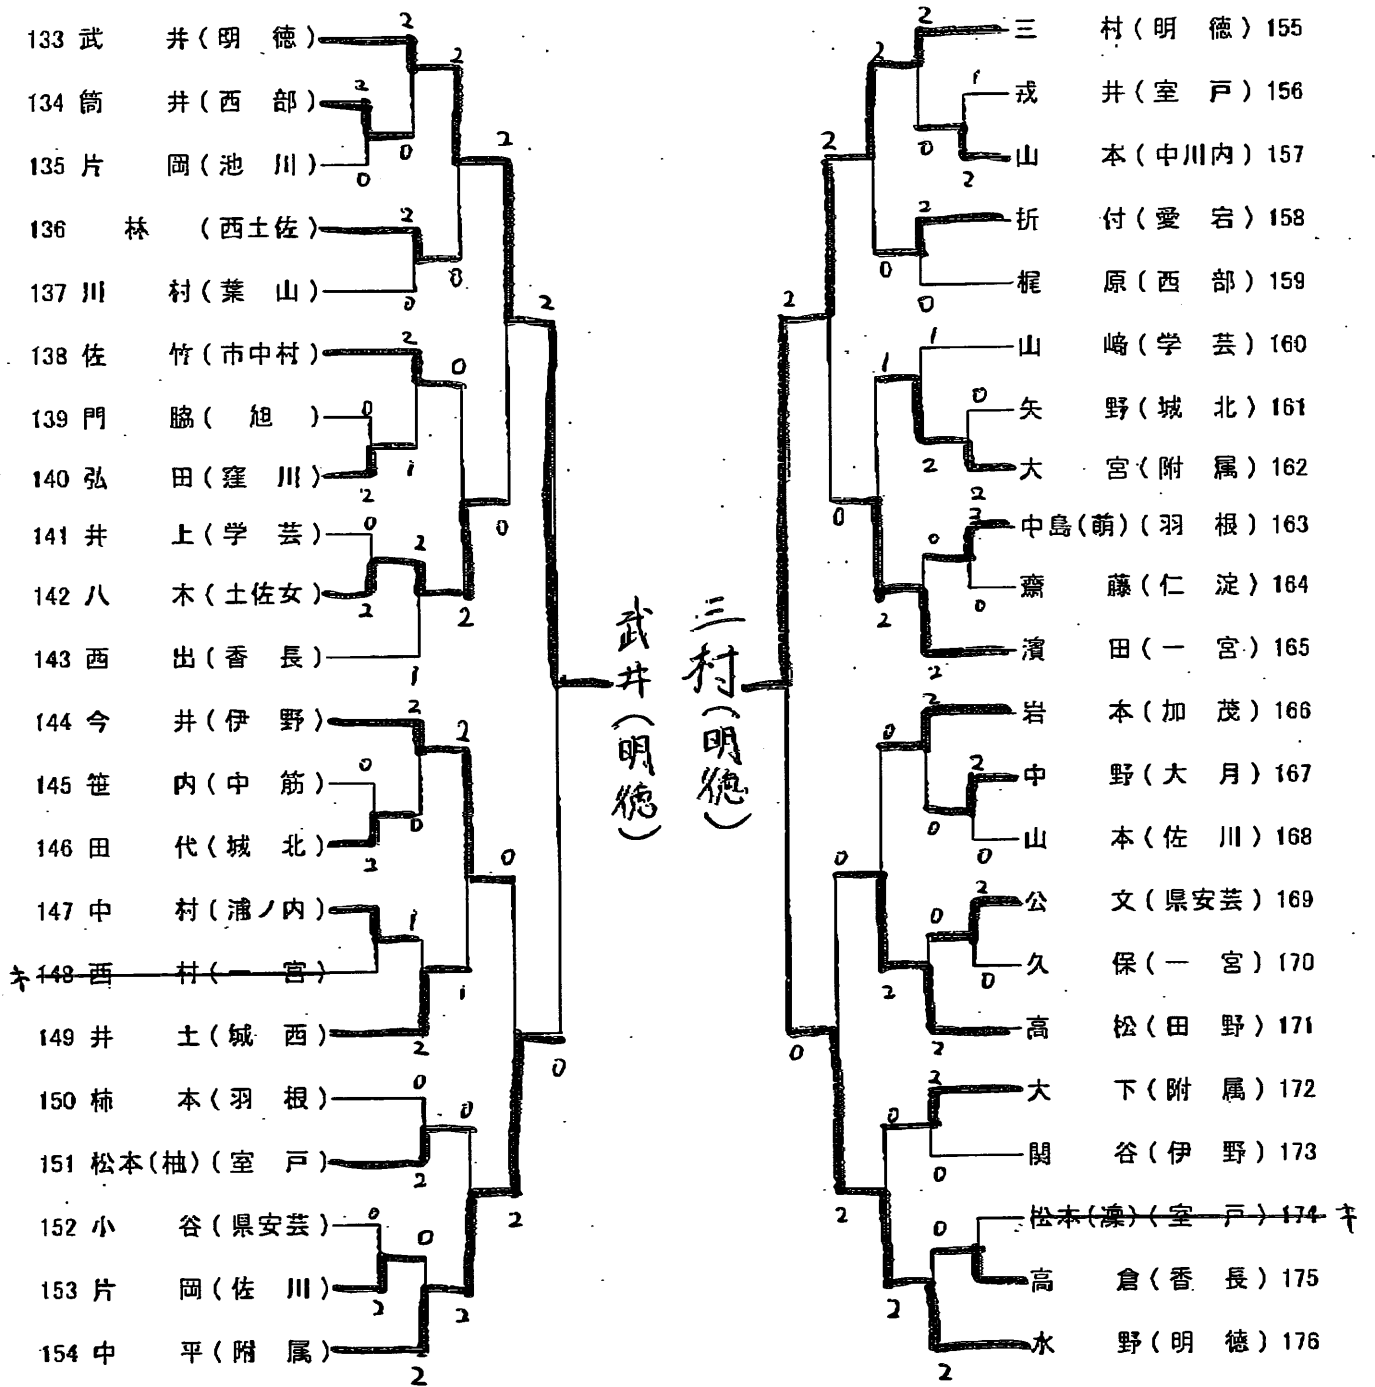 133 武 井(明 徳)
134 筒 井(西 部)
135 片 岡(池 川)
136 林 (西土佐)
137 川 村(葉 山)
138 佐 竹(市中村)
139 門 脇( 旭 )
140 弘 田(窪 川)
141 井 上(学 芸)
142 八 木(土佐女)
143 西 出(香 長)
144 今 井(伊 野)
145 笹 内(中 筋)
146 田 代(城 北)
147 中 村(浦ノ内)
キ 148 西 村(一 宮)
149 井 土(城 西)
150 柿 本(羽 根)
151 松本(柚)(室 戸)
152 小 谷(県安芸)
153 片 岡(佐 川)
154 中 平(附 属)
武井(明徳)
三村(明徳)
三 村(明 徳) 155
戎 井(室 戸) 156
山 本(中川内) 157
折 付(愛 宕) 158
梶 原(西 部) 159
山 﨑(学 芸) 160
矢 野(城 北) 161
大 宮(附 属) 162
中島(萌)(羽 根) 163
齋 藤(仁 淀) 164
濱 田(一 宮) 165
岩 本(加 茂) 166
中 野(大 月) 167
山 本(佐 川) 168
公 文(県安芸) 169
久 保(一 宮) 170
高 松(田 野) 171
大 下(附 属) 172
関 谷(伊 野) 173
松本(凜)(室 戸) 174 キ
高 倉(香 長) 175
水 野(明 徳) 176